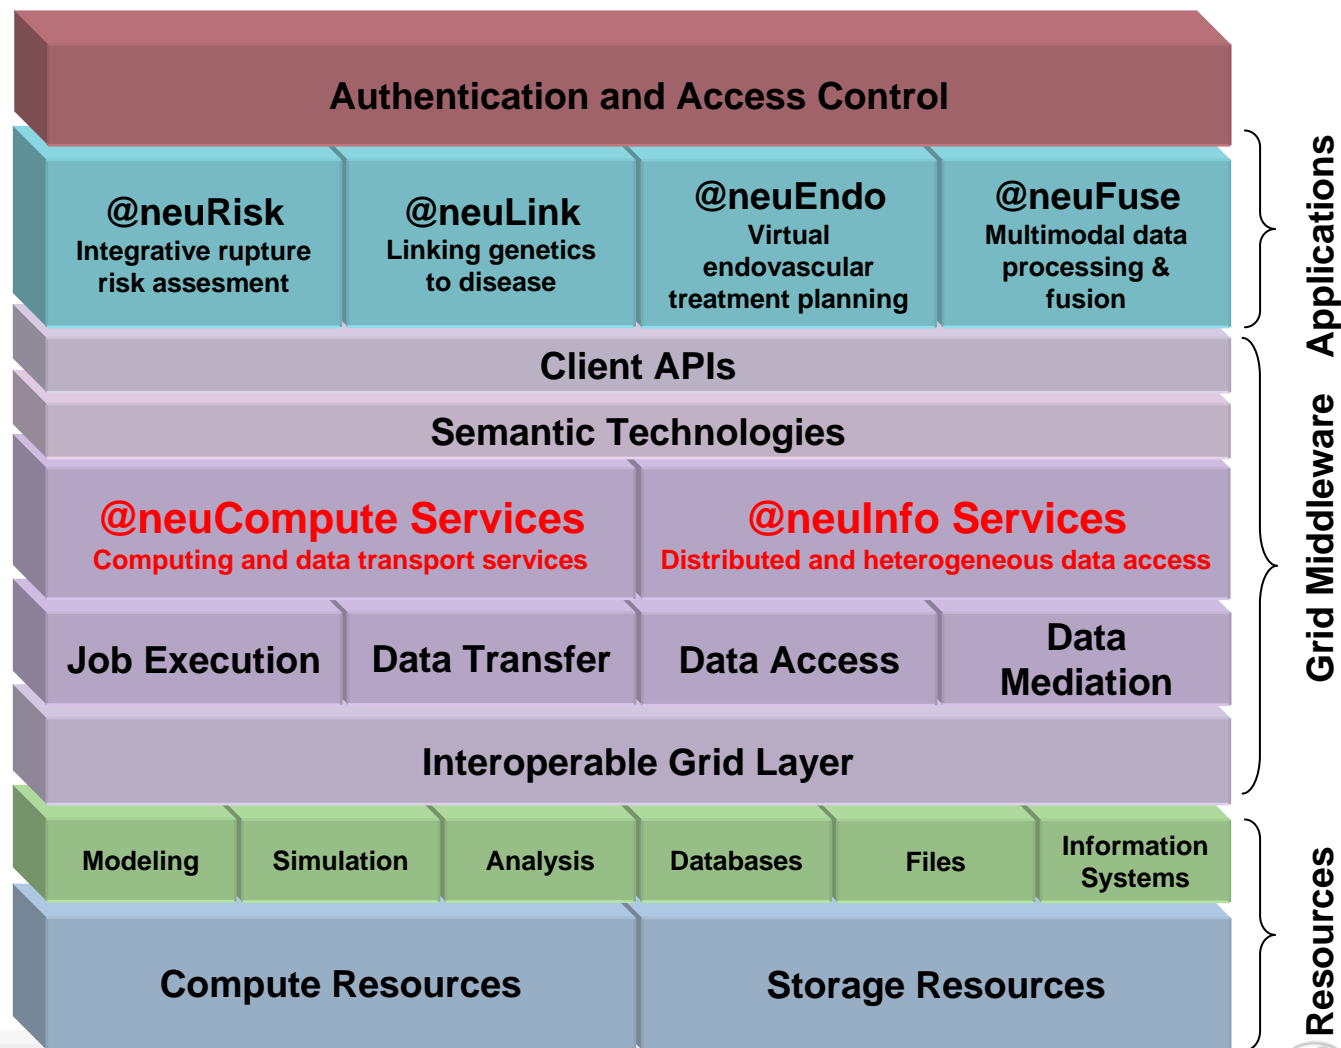 Authentication and Access Control
@neuRisk
Integrative rupture
risk assesment
@neuLink
Linking genetics
to disease
@neuEndo
Virtual
endovascular
treatment planning
@neuFuse
Multimodal data
processing &
fusion
Applications
Client APIs
Semantic Technologies
@neuCompute Services
Computing and data transport services
@neuInfo Services
Distributed and heterogeneous data access
Job Execution
Data Transfer
Data Access
Data
Mediation
Interoperable Grid Layer
Grid Middleware
Modeling
Simulation
Analysis
Databases
Files
Information
Systems
Compute Resources
Storage Resources
Resources